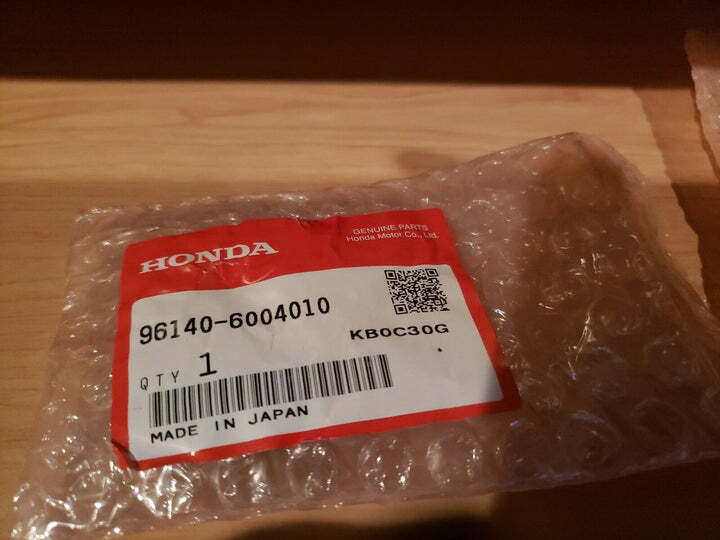 HONDA
GENUINE PARTS
Honda Motor Co., Ltd.
96140-6004010
KB0C30G
QTY 1
MADE IN JAPAN